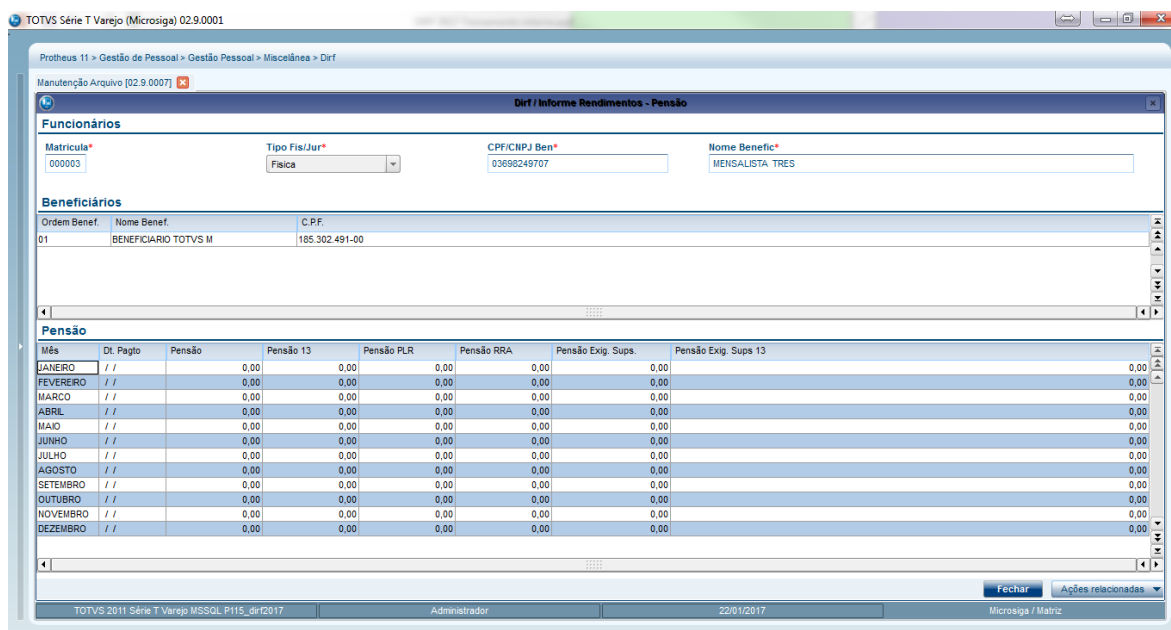 TOTVS Série T Varejo (Microsiga) 02.9.0001
Protheus 11 > Gestão de Pessoal > Gestão Pessoal > Miscelânea > Dirf
Manutenção Arquivo [02.9.0007]
Dirf / Informe Rendimentos - Pensão
Funcionários
Matricula* Tipo Fis/Jur* CPF/CNPJ Ben* Nome Benefic*
000003 Fisica 03698249707 MENSALISTA TRES
Beneficiários
Ordem Benef. Nome Benef. C.P.F.
01 BENEFICIARIO TOTVS M 185.302.491-00
Pensão
Mês Dt. Pagto Pensão Pensão 13 Pensão PLR Pensão RRA Pensão Exig. Sups. Pensão Exig. Sups 13
JANEIRO / / 0,00 0,00 0,00 0,00 0,00 0,00
FEVEREIRO / / 0,00 0,00 0,00 0,00 0,00 0,00
MARCO / / 0,00 0,00 0,00 0,00 0,00 0,00
ABRIL / / 0,00 0,00 0,00 0,00 0,00 0,00
MAIO / / 0,00 0,00 0,00 0,00 0,00 0,00
JUNHO / / 0,00 0,00 0,00 0,00 0,00 0,00
JULHO / / 0,00 0,00 0,00 0,00 0,00 0,00
AGOSTO / / 0,00 0,00 0,00 0,00 0,00 0,00
SETEMBRO / / 0,00 0,00 0,00 0,00 0,00 0,00
OUTUBRO / / 0,00 0,00 0,00 0,00 0,00 0,00
NOVEMBRO / / 0,00 0,00 0,00 0,00 0,00 0,00
DEZEMBRO / / 0,00 0,00 0,00 0,00 0,00 0,00
Fechar Ações relacionadas
TOTVS 2011 Série T Varejo MSSQL P115_dirf2017 Administrador 22/01/2017 Microsiga / Matriz